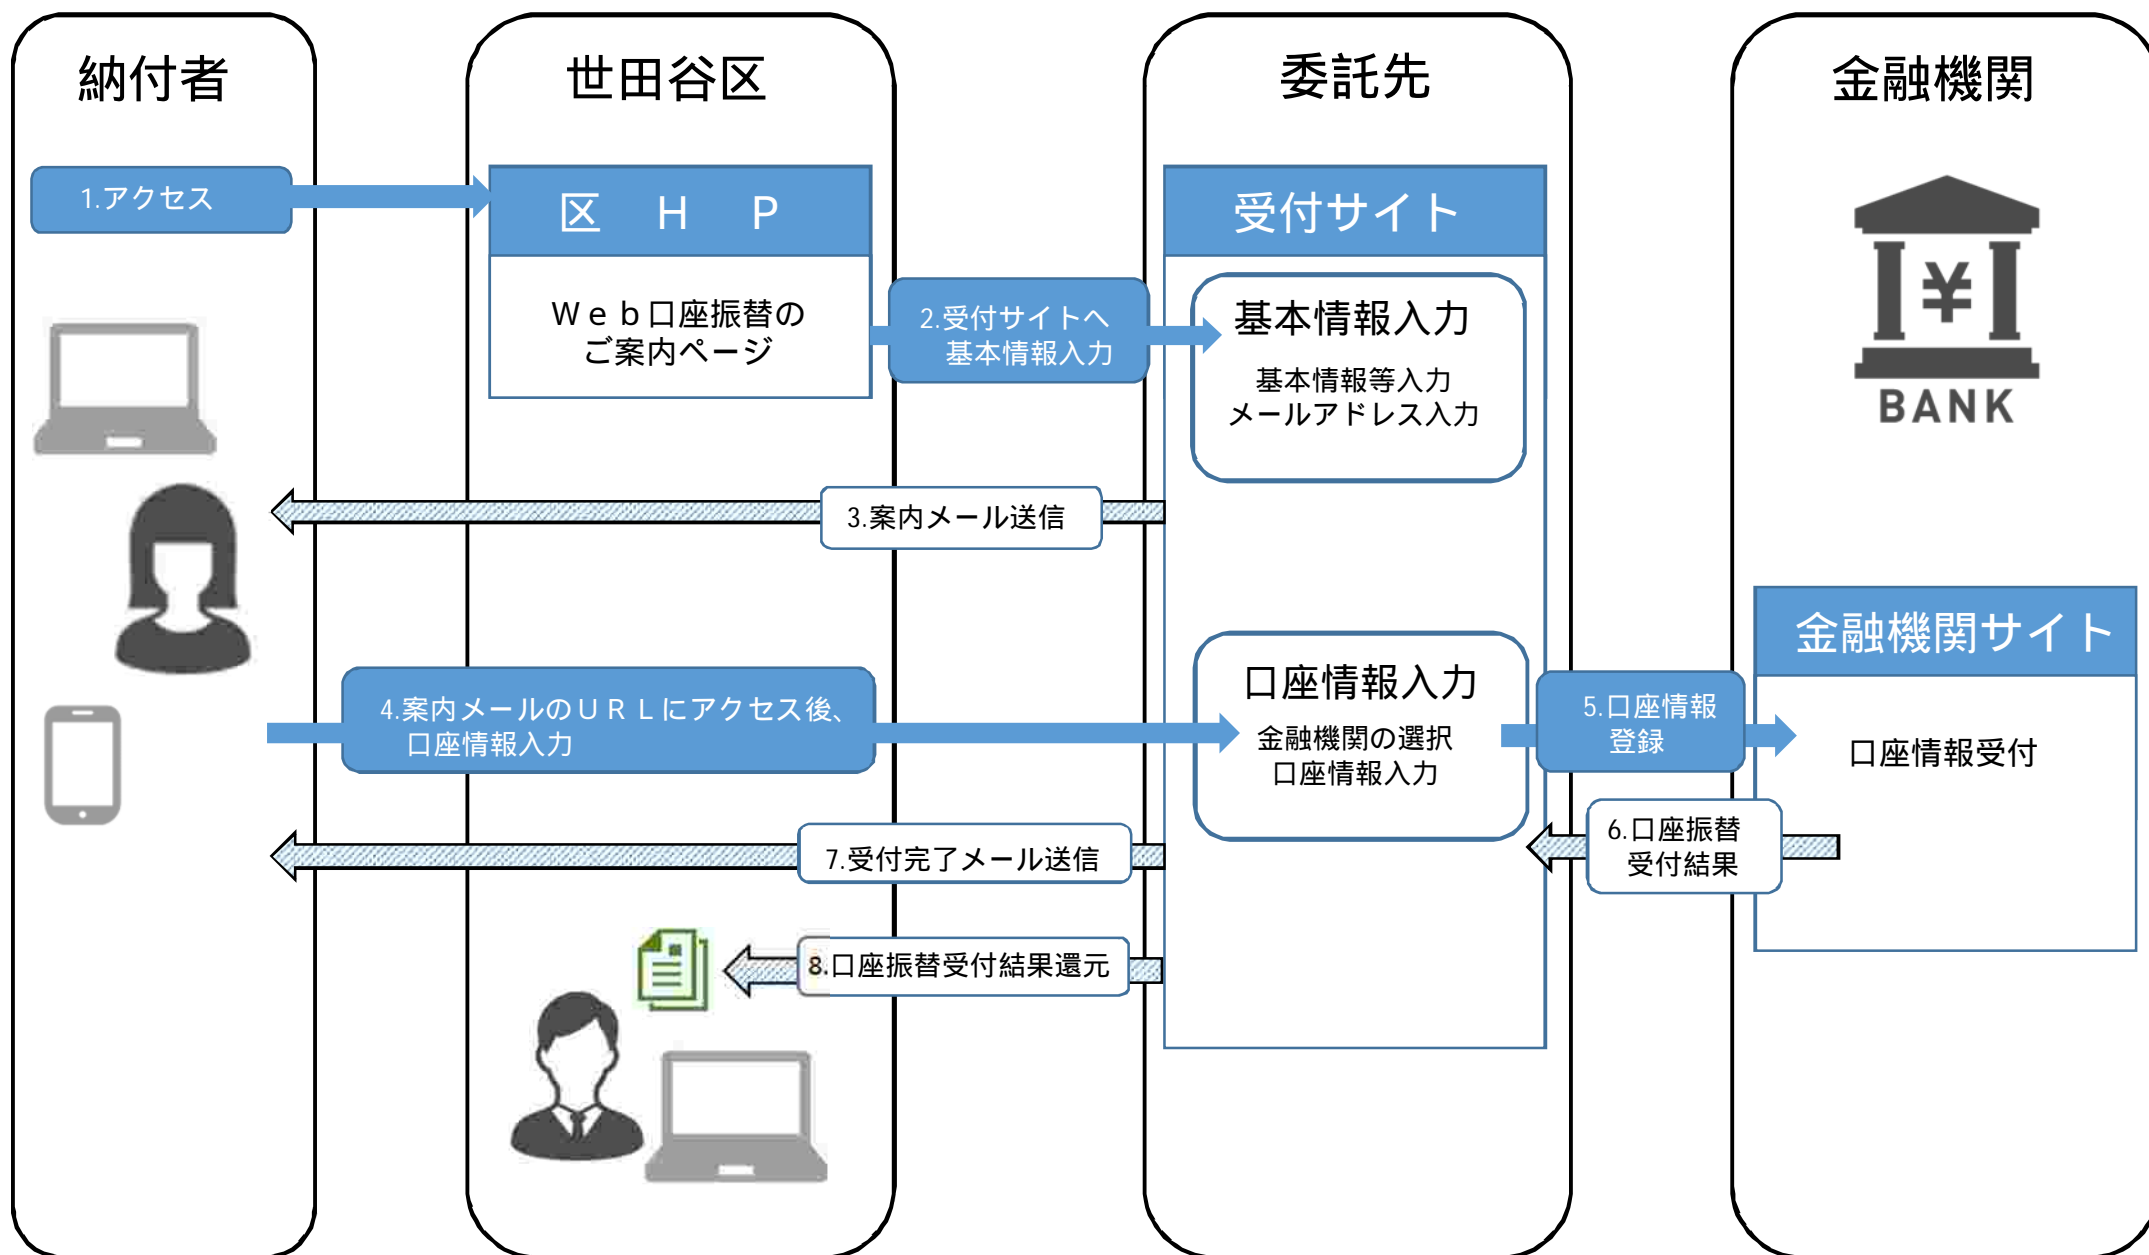 納付者
世田谷区
委託先
金融機関
1.アクセス
区　H　P
Ｗｅｂ口座振替の
ご案内ページ
2.受付サイトへ
基本情報入力
受付サイト
基本情報入力
基本情報等入力
メールアドレス入力
BANK
3.案内メール送信
4.案内メールのＵＲＬにアクセス後、
口座情報入力
口座情報入力
金融機関の選択
口座情報入力
5.口座情報
登録
金融機関サイト
口座情報受付
6.口座振替
受付結果
7.受付完了メール送信
8.口座振替受付結果還元